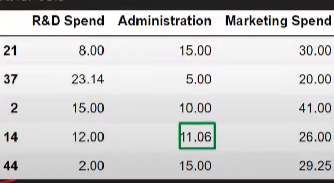 R&D Spend Administration Marketing Spend
21 8.00 15.00 30.00
37 23.14 5.00 20.00
2 15.00 10.00 41.00
14 12.00 11.06 26.00
44 2.00 15.00 29.25